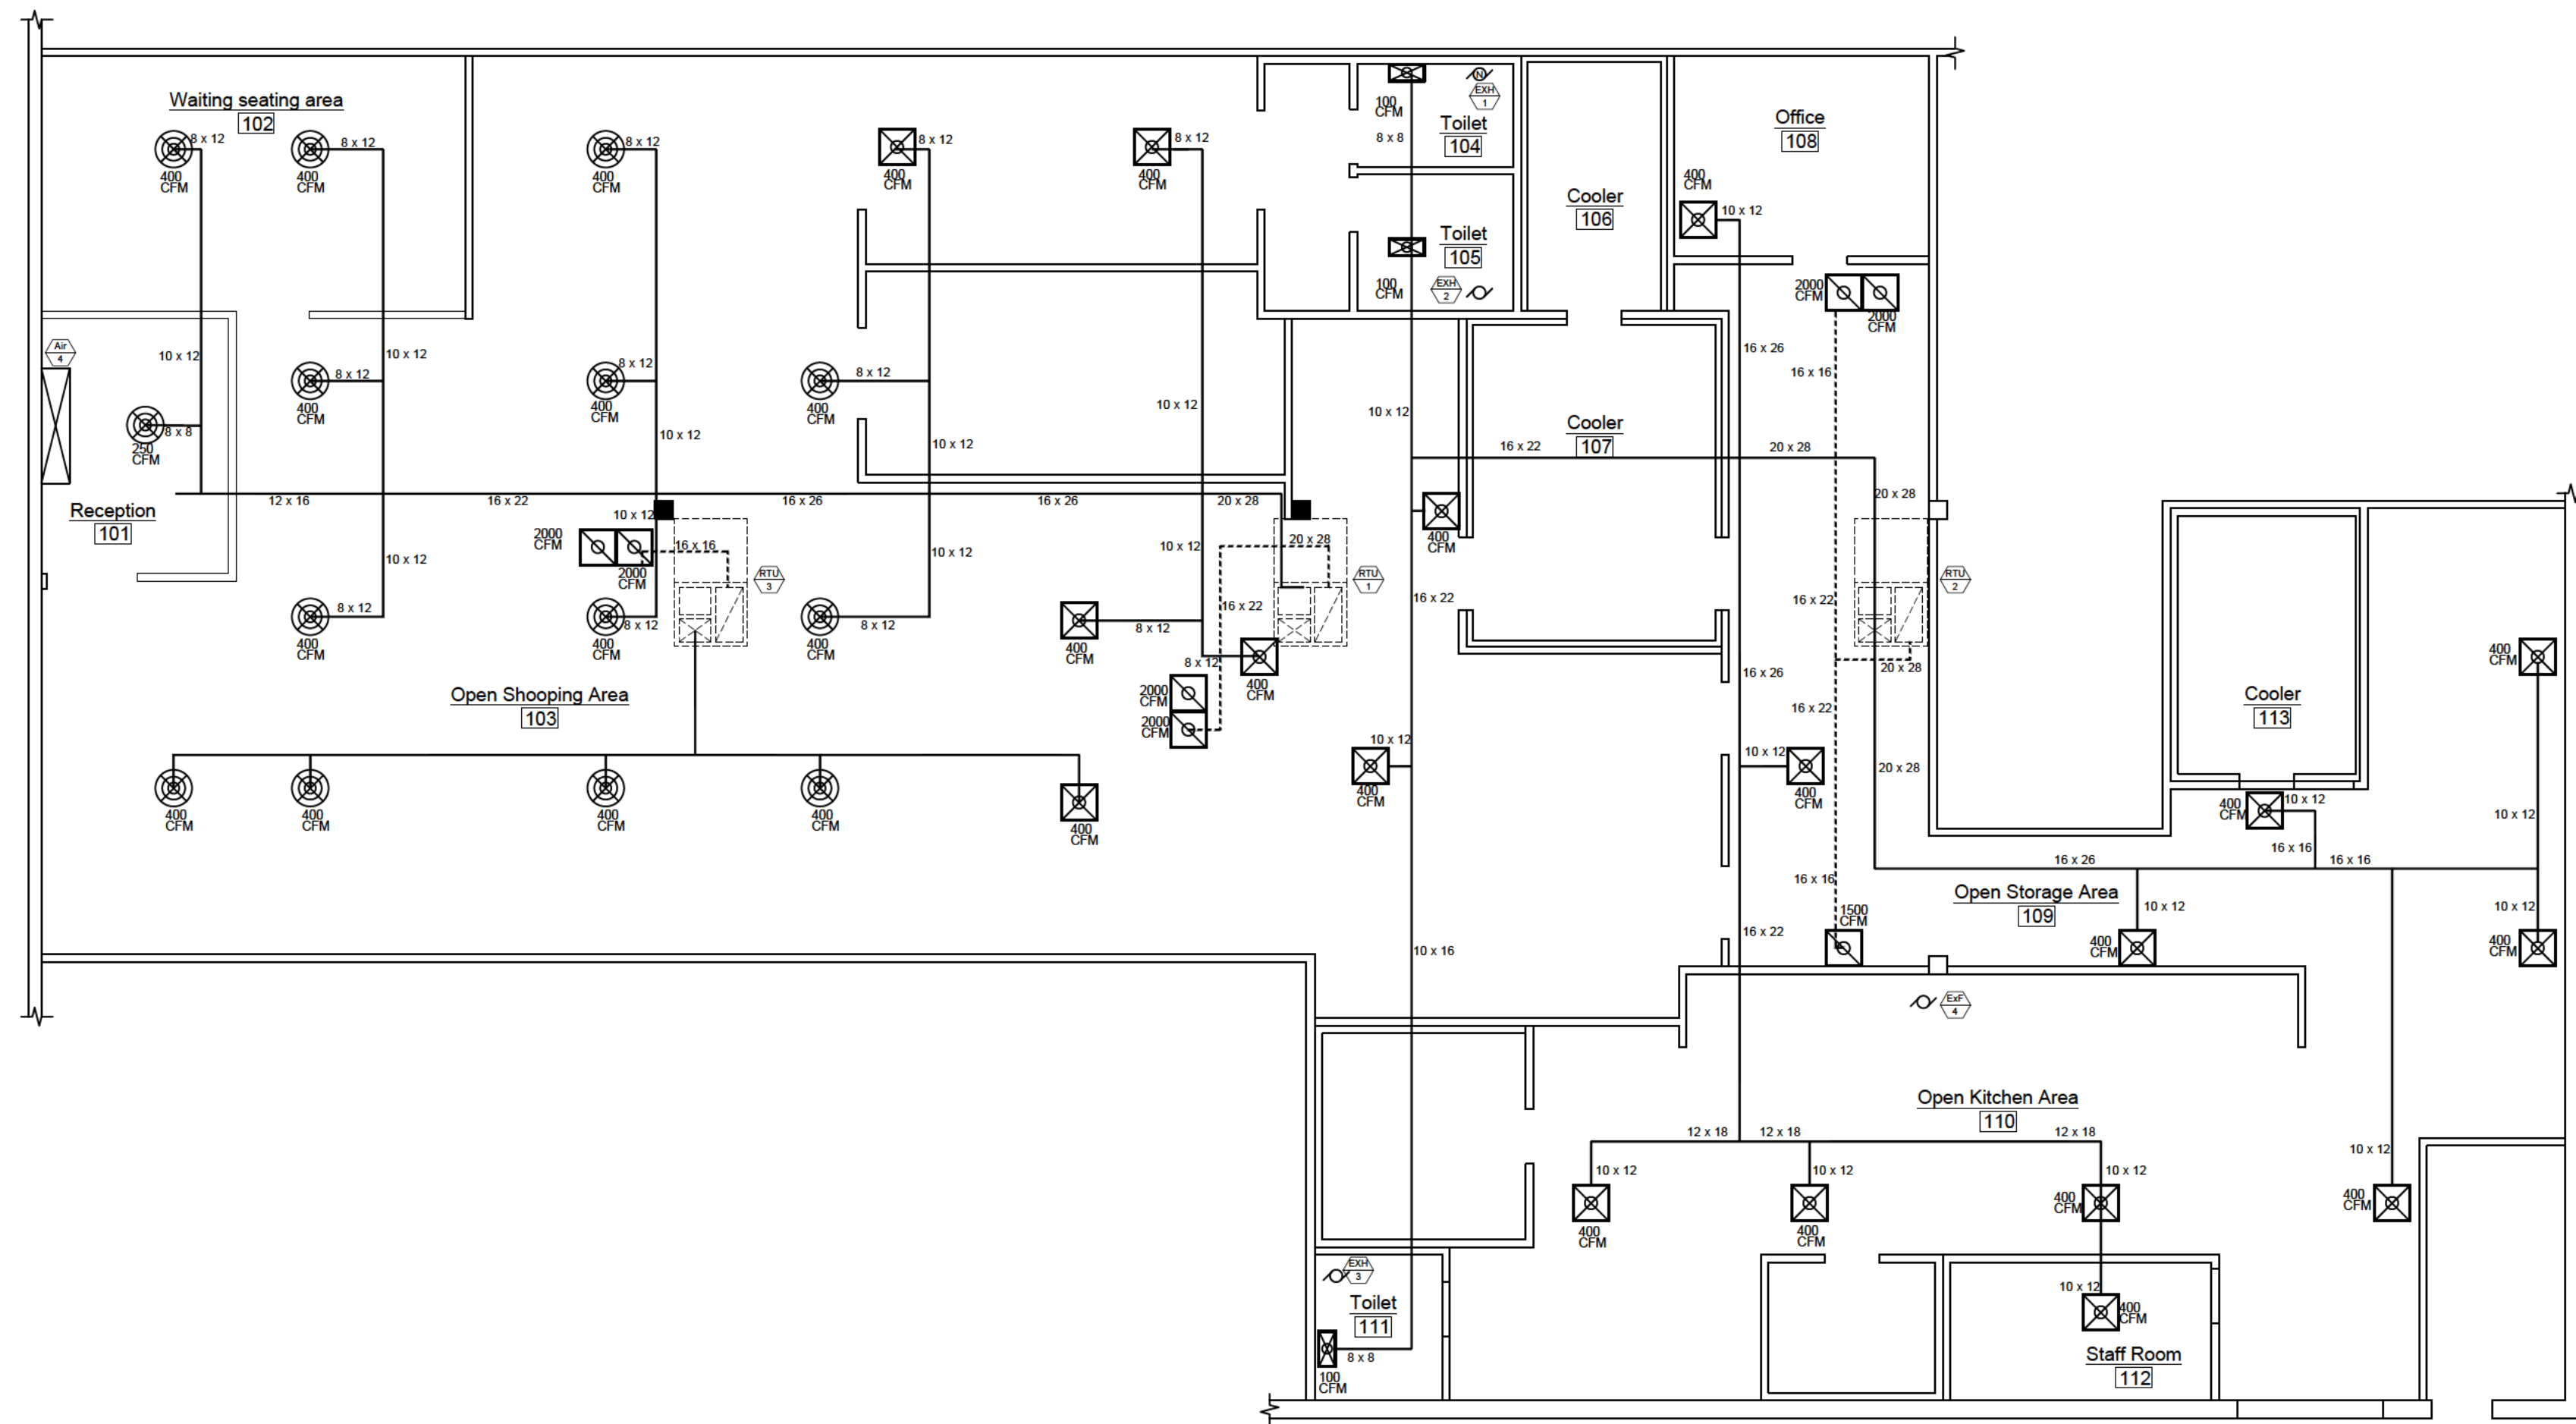 Waiting seating area
102
8 x 12
8 x 12
8 x 12
8 x 12
8 x 12
400
CFM
400
CFM
400
CFM
400
CFM
400
CFM
100
CFM
8 x 8
N
EXH
1
Toilet
104
Office
108
Cooler
106
400
CFM
10 x 12
Toilet
105
100
CFM
EXH
2
2000
CFM
2000
CFM
Air
4
10 x 12
10 x 12
8 x 12
8 x 12
8 x 12
400
CFM
400
CFM
400
CFM
16 x 26
16 x 16
10 x 12
10 x 12
8 x 8
250
CFM
10 x 12
10 x 12
Cooler
107
16 x 22
20 x 28
Reception
101
12 x 16
16 x 22
16 x 26
16 x 26
20 x 28
20 x 28
10 x 12
2000
CFM
2000
CFM
16 x 16
RTU
3
10 x 12
10 x 12
10 x 12
20 x 28
RTU
1
400
CFM
RTU
2
8 x 12
8 x 12
8 x 12
8 x 12
16 x 22
16 x 22
16 x 22
400
CFM
400
CFM
400
CFM
400
CFM
8 x 12
400
CFM
20 x 28
16 x 26
400
CFM
Open Shooping Area
103
2000
CFM
2000
CFM
16 x 22
Cooler
113
10 x 12
400
CFM
10 x 12
400
CFM
20 x 28
400
CFM
400
CFM
400
CFM
400
CFM
400
CFM
400
CFM
10 x 12
10 x 12
16 x 16
16 x 26
16 x 16
16 x 16
Open Storage Area
109
10 x 12
10 x 12
1500
CFM
16 x 22
10 x 16
400
CFM
400
CFM
ExF
4
Open Kitchen Area
110
12 x 18
12 x 18
12 x 18
10 x 12
10 x 12
10 x 12
10 x 12
400
CFM
400
CFM
400
CFM
400
CFM
EXH
3
Toilet
111
8 x 8
100
CFM
10 x 12
400
CFM
Staff Room
112